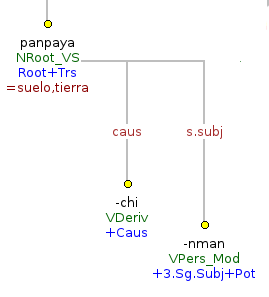 panpaya
NRoot_VS
Root+Trs
=suelo,tierra
caus
s.subj
-chi
VDeriv
+Caus
-nman
VPers_Mod
+3.Sg.Subj+Pot